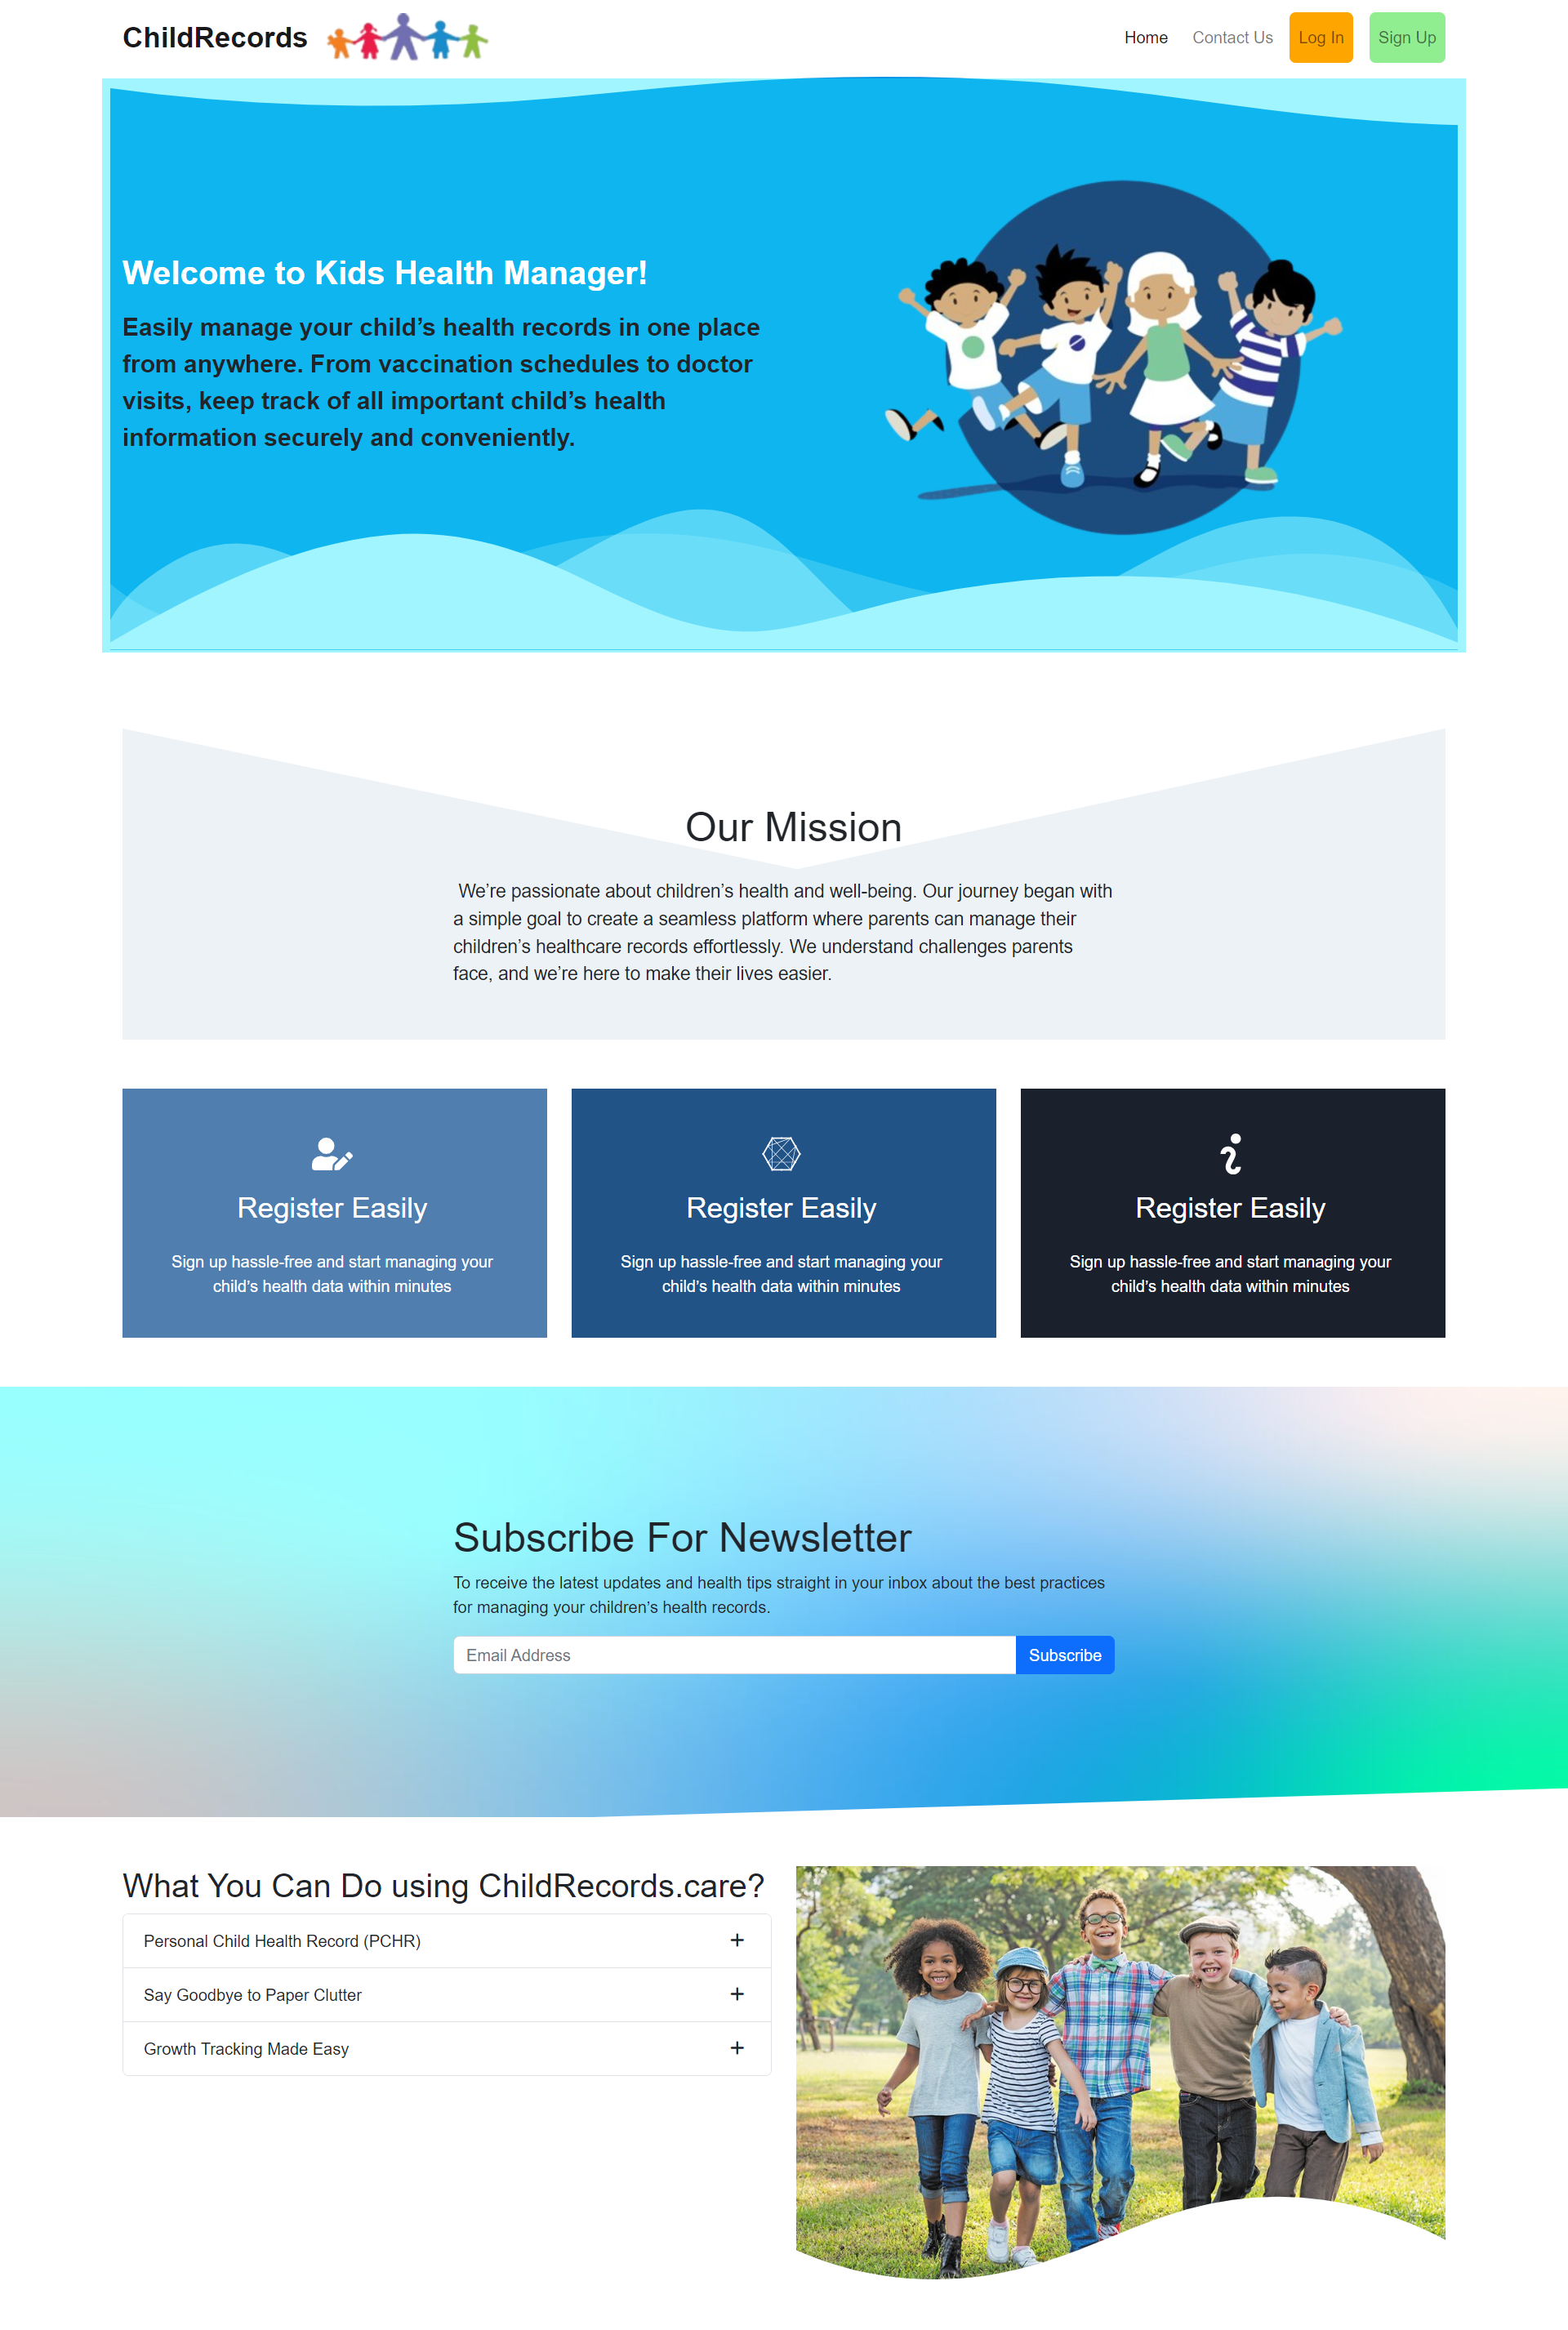 ChildRecords
Home
Contact Us
Log In
Sign Up
Welcome to Kids Health Manager!
Easily manage your child’s health records in one place
from anywhere. From vaccination schedules to doctor
visits, keep track of all important child’s health
information securely and conveniently.
Our Mission
We’re passionate about children’s health and well-being. Our journey began with
a simple goal to create a seamless platform where parents can manage their
children’s healthcare records effortlessly. We understand challenges parents
face, and we’re here to make their lives easier.
Register Easily
Sign up hassle-free and start managing your
child’s health data within minutes
Register Easily
Sign up hassle-free and start managing your
child’s health data within minutes
Register Easily
Sign up hassle-free and start managing your
child’s health data within minutes
Subscribe For Newsletter
To receive the latest updates and health tips straight in your inbox about the best practices
for managing your children’s health records.
Email Address
Subscribe
What You Can Do using ChildRecords.care?
Personal Child Health Record (PCHR)
Say Goodbye to Paper Clutter
Growth Tracking Made Easy